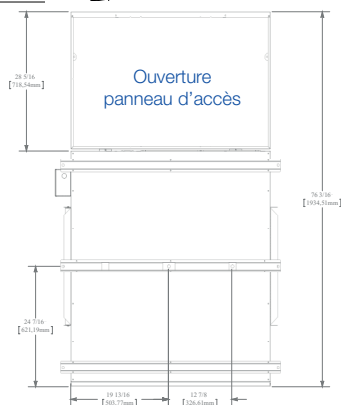 Ouverture
panneau d'accès
28 5/16
[718,54mm]
76 3/16
[1934,51mm]
24 7/16
[621,19mm]
19 13/16
[503,77mm]
12 7/8
[326,61mm]